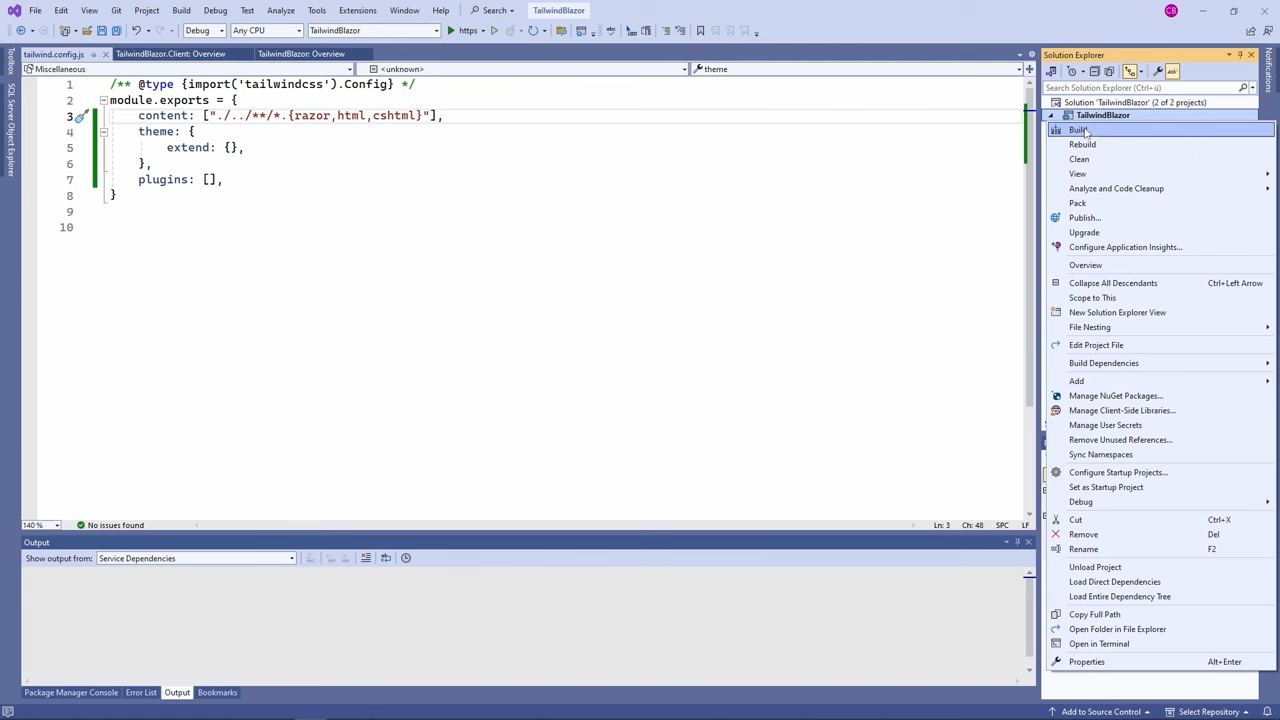 File Edit View Git Project Build Debug Test Analyze Tools Extensions Window Help Search TailwindBlazor CB
Debug Any CPU TailwindBlazor https
tailwind.config.js TailwindBlazor.Client: Overview TailwindBlazor: Overview
Miscellaneous <unknown> theme
Toolbox
SQL Server Object Explorer
1 /** @type {import('tailwindcss').Config} */
2 module.exports = {
3 content: ["./../**/*.{razor,html,cshtml}"],
4 theme: {
5 extend: {},
6 },
7 plugins: [],
8 }
9
10
140 % No issues found Ln: 3 Ch: 48 SPC LF
Output
Show output from: Service Dependencies
Package Manager Console Error List Output Bookmarks
Solution Explorer
Search Solution Explorer (Ctrl+ù)
Solution 'TailwindBlazor' (2 of 2 projects)
TailwindBlazor
Build
Rebuild
Clean
View
Analyze and Code Cleanup
Pack
Publish...
Upgrade
Configure Application Insights...
Overview
Collapse All Descendants Ctrl+Left Arrow
Scope to This
New Solution Explorer View
File Nesting
Edit Project File
Build Dependencies
Add
Manage NuGet Packages...
Manage Client-Side Libraries...
Manage User Secrets
Remove Unused References...
Sync Namespaces
Configure Startup Projects...
Set as Startup Project
Debug
Cut Ctrl+X
Remove Del
Rename F2
Unload Project
Load Direct Dependencies
Load Entire Dependency Tree
Copy Full Path
Open Folder in File Explorer
Open in Terminal
Properties Alt+Enter
Notifications
Add to Source Control Select Repository